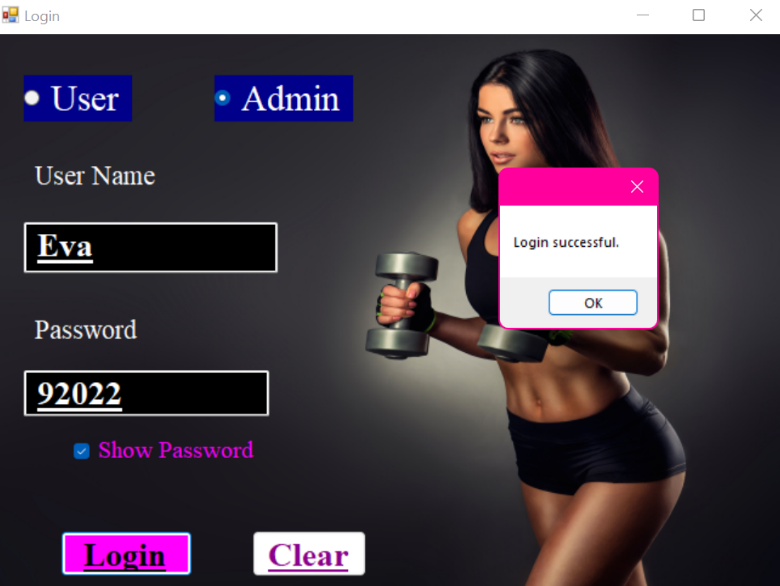 Login
User
Admin
User Name
Eva
Login successful.
OK
Password
92022
Show Password
Login
Clear